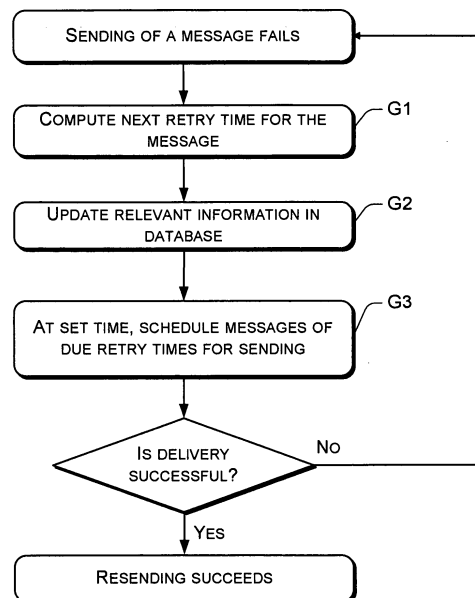 SENDING OF A MESSAGE FAILS
COMPUTE NEXT RETRY TIME FOR THE
MESSAGE
G1
UPDATE RELEVANT INFORMATION IN
DATABASE
G2
AT SET TIME, SCHEDULE MESSAGES OF
DUE RETRY TIMES FOR SENDING
G3
IS DELIVERY
SUCCESSFUL?
NO
YES
RESENDING SUCCEEDS